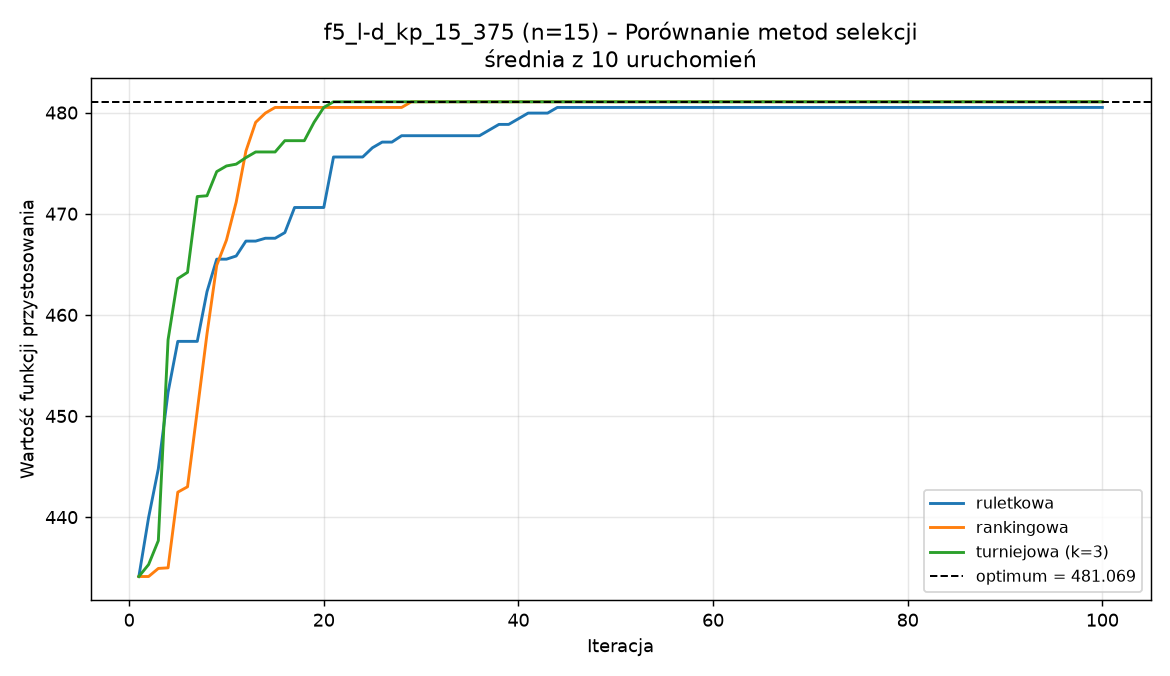 f5_l-d_kp_15_375 (n=15) – Porównanie metod selekcji
średnia z 10 uruchomień
Wartość funkcji przystosowania
480
470
460
450
440
0
20
40
60
80
100
Iteracja
ruletkowa
rankingowa
turniejowa (k=3)
optimum = 481.069